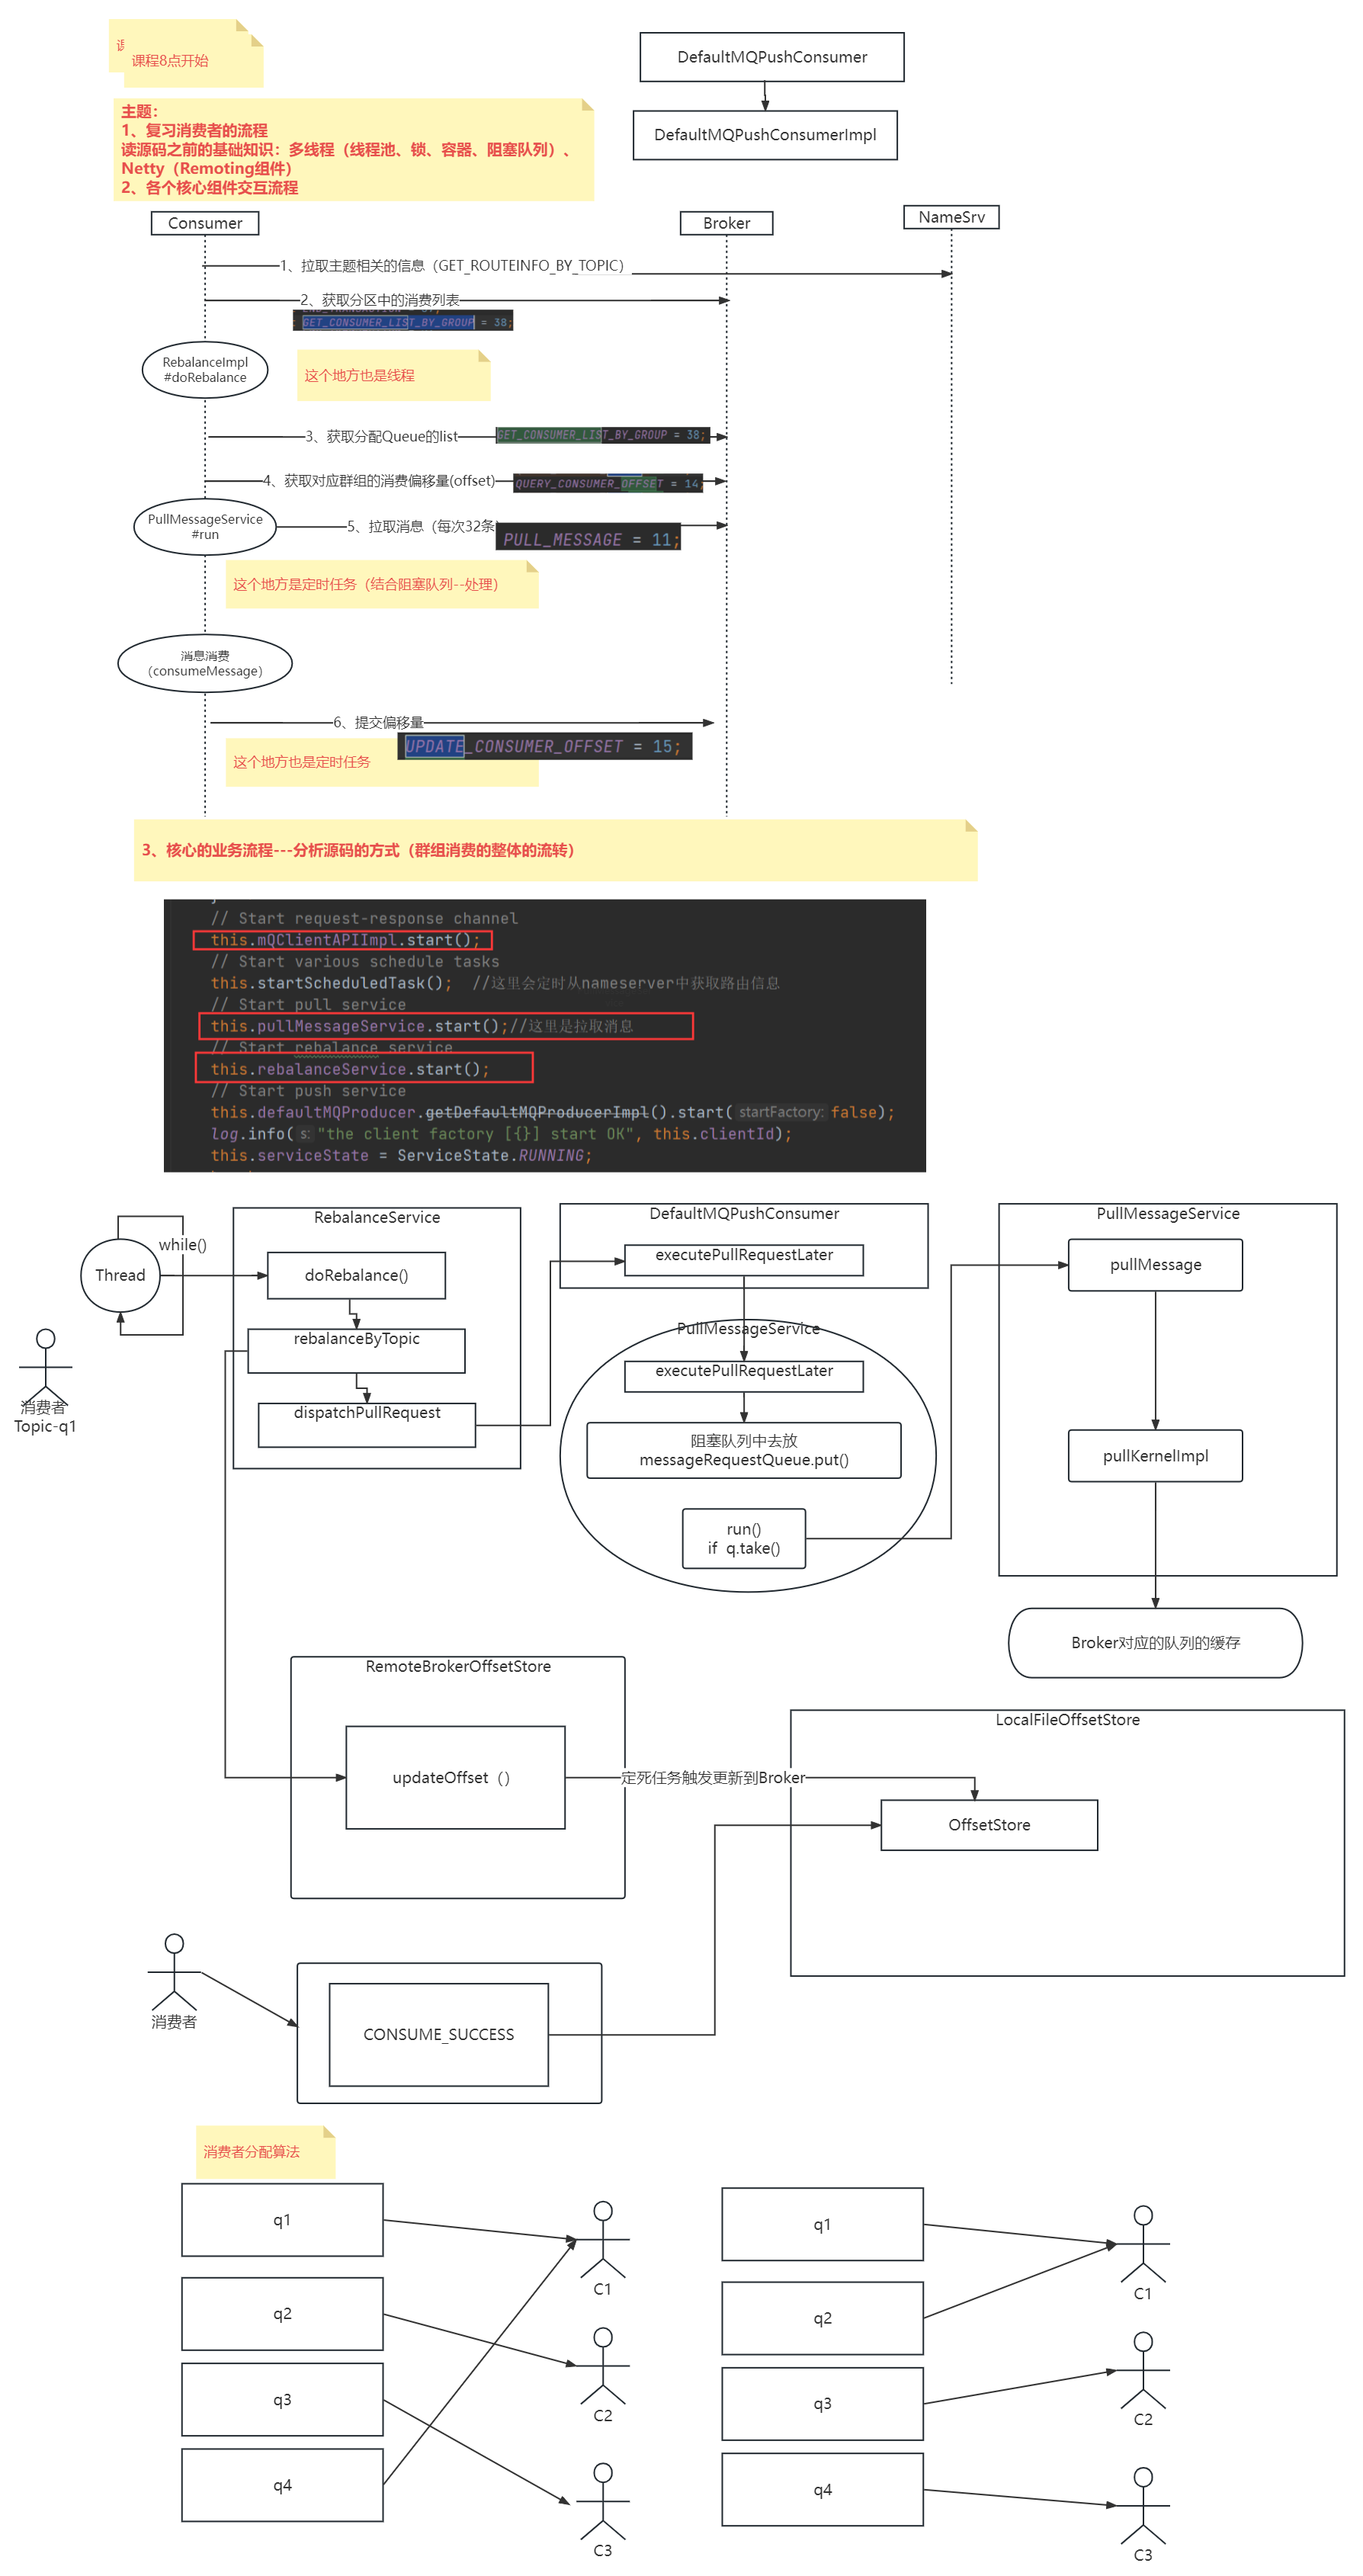 课程8点开始
DefaultMQPushConsumer
DefaultMQPushConsumerImpl
主题：
1、复习消费者的流程
读源码之前的基础知识：多线程（线程池、锁、容器、阻塞队列）、
Netty（Remoting组件）
2、各个核心组件交互流程
Consumer
Broker
NameSrv
1、拉取主题相关的信息（GET_ROUTEINFO_BY_TOPIC）
2、获取分区中的消费列表
GET_CONSUMER_LIST_BY_GROUP = 38;
RebalanceImpl
#doRebalance
这个地方也是线程
3、获取分配Queue的list
GET_CONSUMER_LIST_BY_GROUP = 38;
4、获取对应群组的消费偏移量(offset)
QUERY_CONSUMER_OFFSET = 14;
PullMessageService
#run
5、拉取消息（每次32条
PULL_MESSAGE = 11;
这个地方是定时任务（结合阻塞队列--处理）
消息消费
（consumeMessage）
6、提交偏移量
UPDATE_CONSUMER_OFFSET = 15;
这个地方也是定时任务
3、核心的业务流程---分析源码的方式（群组消费的整体的流转）
// Start request-response channel
this.mQClientAPIImpl.start();
// Start various schedule tasks
this.startScheduledTask();  //这里会定时从nameserver中获取路由信息
// Start pull service
this.pullMessageService.start();//这里是拉取消息
// Start rebalance service
this.rebalanceService.start();
// Start push service
this.defaultMQProducer.getDefaultMQProducerImpl().start( startFactory: false);
log.info( s: "the client factory [{}] start OK", this.clientId);
this.serviceState = ServiceState.RUNNING;
while()
Thread
消费者
Topic-q1
RebalanceService
doRebalance()
rebalanceByTopic
dispatchPullRequest
DefaultMQPushConsumer
executePullRequestLater
PullMessageService
executePullRequestLater
阻塞队列中去放
messageRequestQueue.put()
run()
if  q.take()
PullMessageService
pullMessage
pullKernelImpl
Broker对应的队列的缓存
RemoteBrokerOffsetStore
updateOffset（）
定死任务触发更新到Broker
LocalFileOffsetStore
OffsetStore
消费者
CONSUME_SUCCESS
消费者分配算法
q1
q2
q3
q4
C1
C2
C3
q1
q2
q3
q4
C1
C2
C3